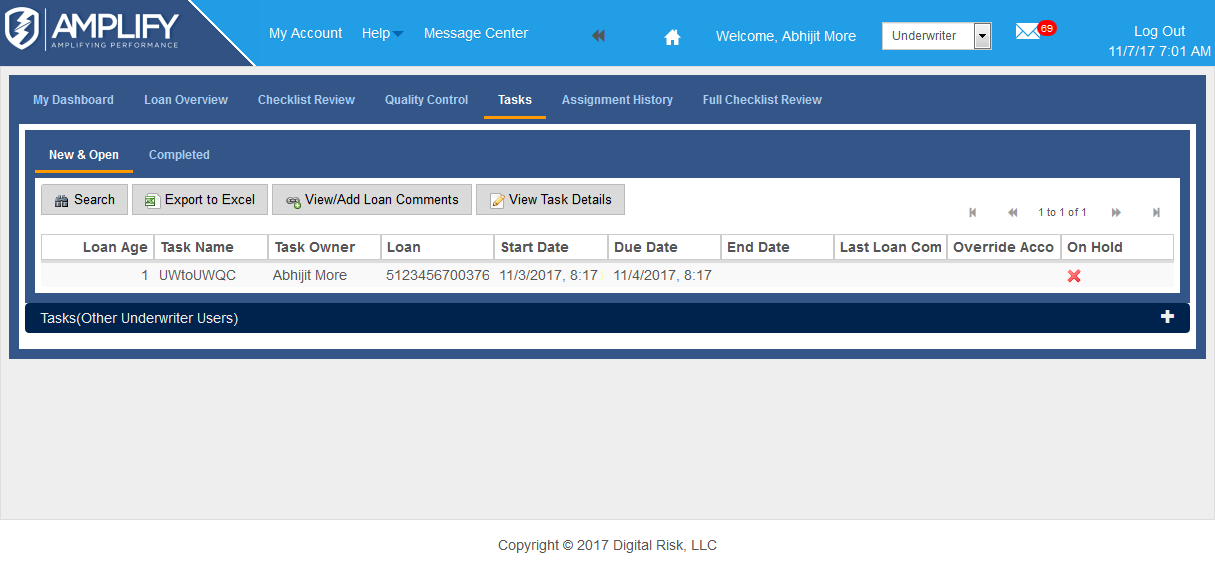 AMPLIFY
AMPLIFYING PERFORMANCE
My Account Help Message Center Welcome, Abhijit More Underwriter 69 Log Out
11/7/17 7:01 AM
My Dashboard Loan Overview Checklist Review Quality Control Tasks Assignment History Full Checklist Review
New & Open Completed
Search Export to Excel View/Add Loan Comments View Task Details
1 to 1 of 1
Loan Age Task Name Task Owner Loan Start Date Due Date End Date Last Loan Com Override Acco On Hold
1 UWtoUWQC Abhijit More 5123456700376 11/3/2017, 8:17 11/4/2017, 8:17
Tasks(Other Underwriter Users)
Copyright © 2017 Digital Risk, LLC